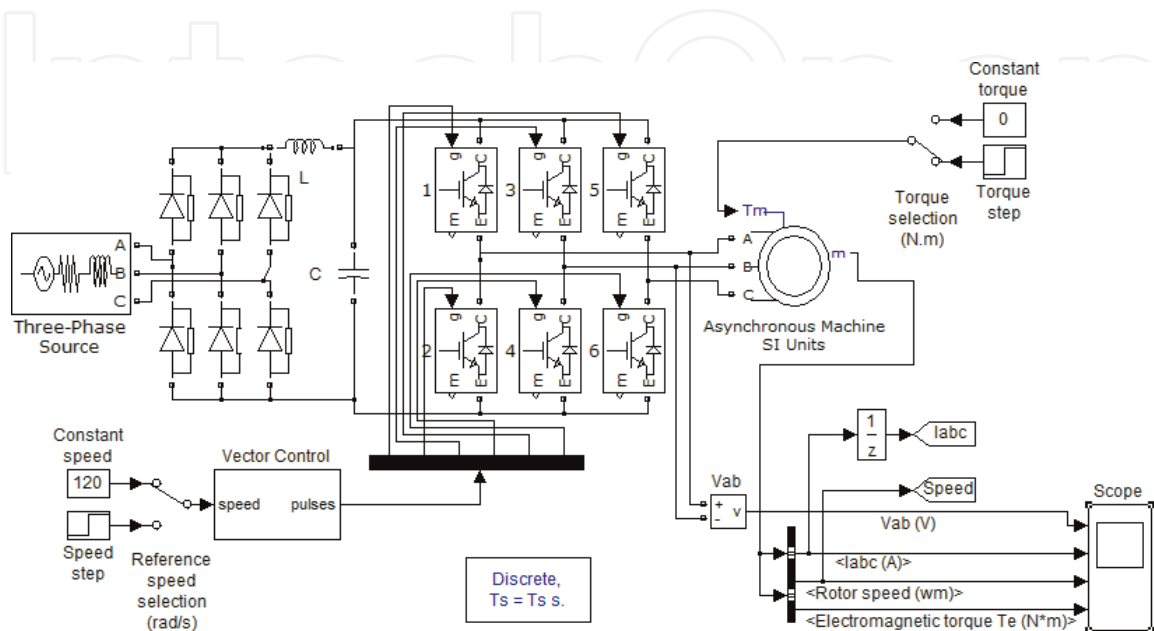 Constant
torque
0
Torque
step
Torque
selection
(N.m)
L
C
A
B
C
Three-Phase
Source
g
C
1
m
E
g
C
3
m
E
g
C
5
m
E
g
C
2
m
E
g
C
4
m
E
g
C
6
m
E
Tm
A
B
C
m
Asynchronous Machine
SI Units
Constant
speed
120
Speed
step
Reference
speed
selection
(rad/s)
Vector Control
speed
pulses
Discrete,
Ts = Ts s.
1
z
Iabc
Speed
Vab
+
-
v
Scope
Vab (V)
<Iabc (A)>
<Rotor speed (wm)>
<Electromagnetic torque Te (N*m)>